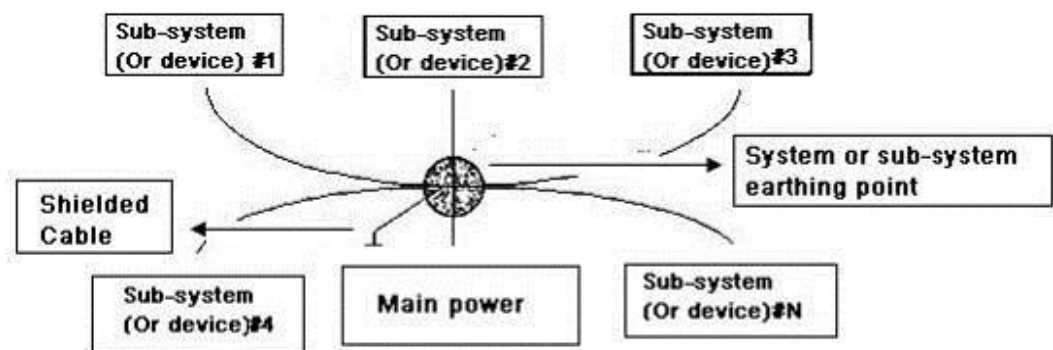 Sub-system
(Or device) #1
Sub-system
(Or device)#2
Sub-system
(Or device)#3
System or sub-system
earthing point
Shielded
Cable
Sub-system
(Or device)#4
Main power
Sub-system
(Or device)#N